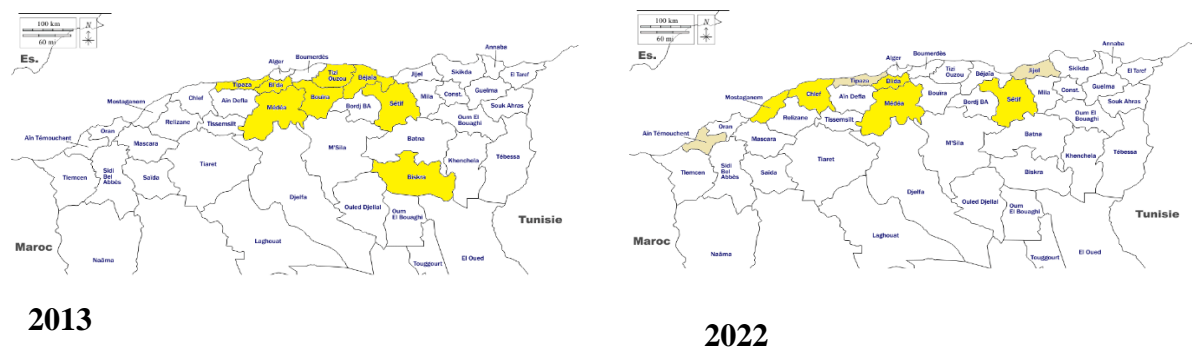 100 km
N
60 mi
Es.
Annaba
Boumerdès
Alger
Skikda
Jijel
El Taref
Tizi
Ouzou
Béjaïa
Tipaza
Blida
Guelma
Const.
Mila
Mostaganem
Chlef
Aïn Defla
Bouira
Sétif
Souk Ahras
Médéa
Bordj BA
Oum El
Bouaghi
Oran
Relizane
Tissemsilt
Aïn Témouchent
Batna
Mascara
M'Sila
Khenchela
Tébessa
Tiaret
Tlemcen
Sidi
Bel
Abbès
Saïda
Biskra
Djelfa
Ouled Djellal
Oum
El Bouaghi
Tunisie
Maroc
Laghouat
Naâma
El Oued
Touggourt
2013
100 km
N
60 mi
Es.
Annaba
Boumerdès
Alger
Skikda
Jijel
El Taref
Tizi
Ouzou
Béjaïa
Tipaza
Blida
Guelma
Const.
Mila
Mostaganem
Chlef
Aïn Defla
Bouira
Sétif
Souk Ahras
Médéa
Bordj BA
Oum El
Bouaghi
Oran
Relizane
Tissemsilt
Aïn Témouchent
Batna
Mascara
M'Sila
Khenchela
Tébessa
Tiaret
Tlemcen
Sidi
Bel
Abbès
Saïda
Biskra
Djelfa
Ouled Djellal
Oum
El Bouaghi
Tunisie
Maroc
Laghouat
Naâma
El Oued
Touggourt
2022